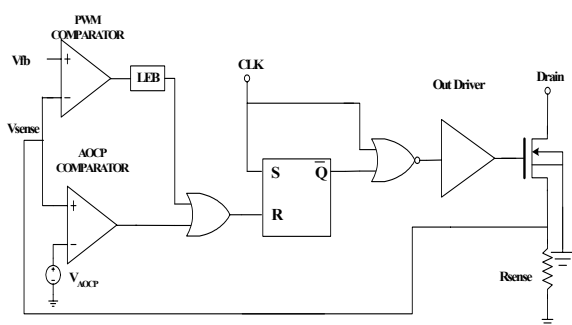 PWM
COMPARATOR
Vfb
+
−
LEB
CLK
Out Driver
Drain
Vsense
AOCP
COMPARATOR
+
−
S
Q̅
R
+
-
VAOCP
Rsense